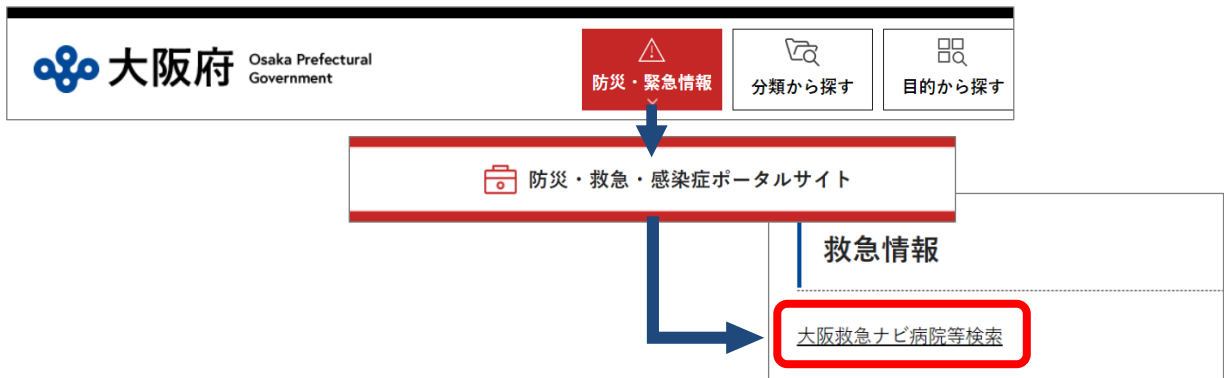 大阪府
Osaka Prefectural
Government
防災・緊急情報
分類から探す
目的から探す
防災・救急・感染症ポータルサイト
救急情報
大阪救急ナビ病院等検索